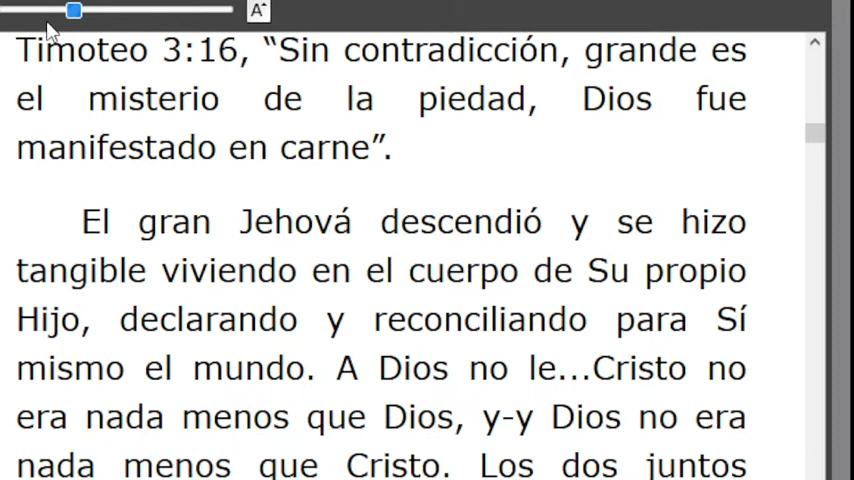 A
Timoteo 3:16, “Sin contradicción, grande es
el misterio de la piedad, Dios fue
manifestado en carne”.
El gran Jehová descendió y se hizo
tangible viviendo en el cuerpo de Su propio
Hijo, declarando y reconciliando para Sí
mismo el mundo. A Dios no le...Cristo no
era nada menos que Dios, y-y Dios no era
nada menos que Cristo. Los dos juntos